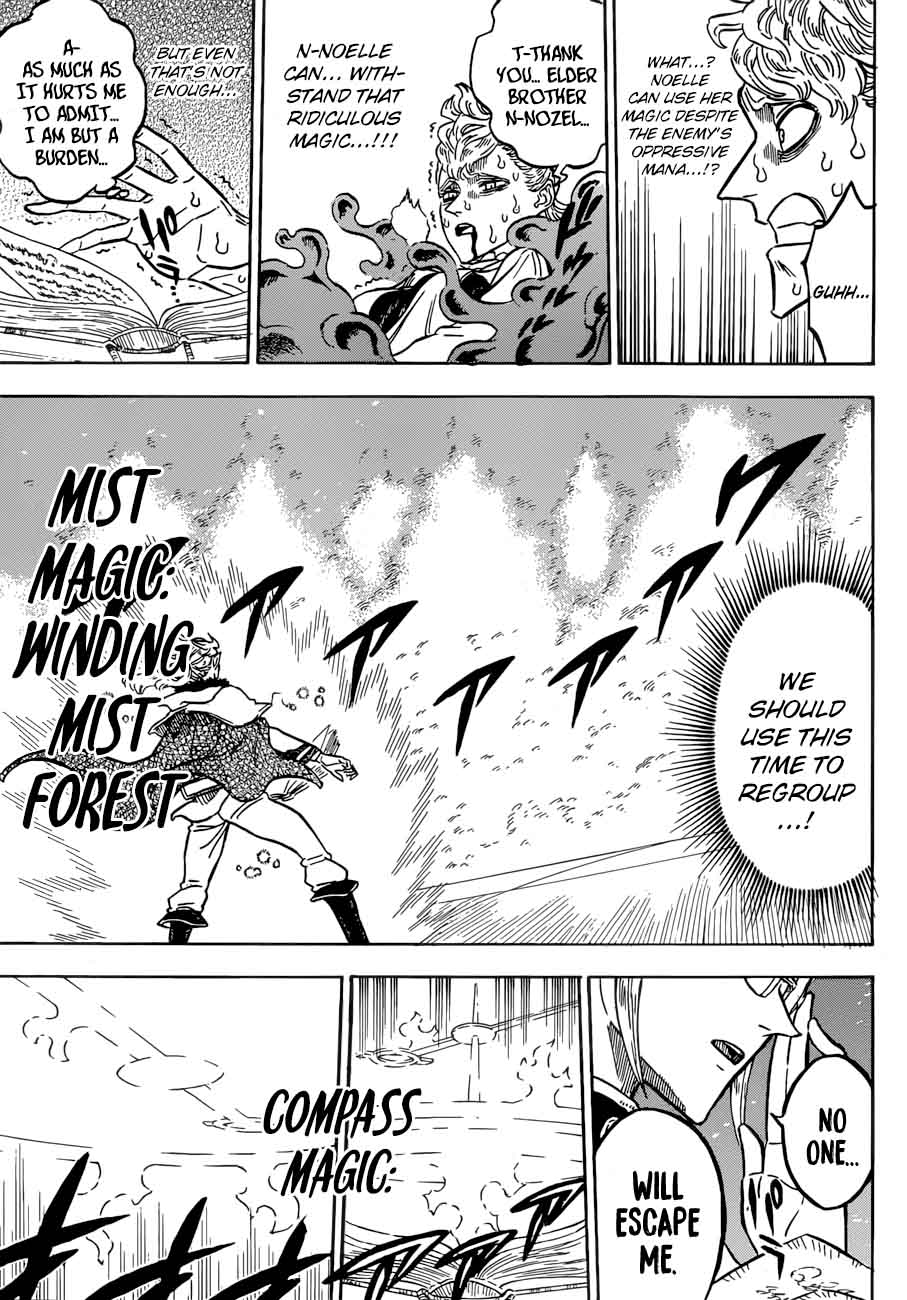 WHAT...?
NOELLE
CAN USE HER
MAGIC DESPITE
THE ENEMY'S
OPPRESSIVE
MANA...!?
GUHH...
T-THANK
YOU... ELDER
BROTHER
N-NOZEL...
N-NOELLE
CAN... WITH-
STAND THAT
RIDICULOUS
MAGIC...!!!
BUT EVEN
THAT'S NOT
ENOUGH...
A-
AS MUCH AS
IT HURTS ME
TO ADMIT...
I AM BUT A
BURDEN...
WE
SHOULD
USE THIS
TIME TO
REGROUP
...!
MIST
MAGIC:
WINDING
MIST
FOREST
NO
ONE...
WILL
ESCAPE
ME.
COMPASS
MAGIC: